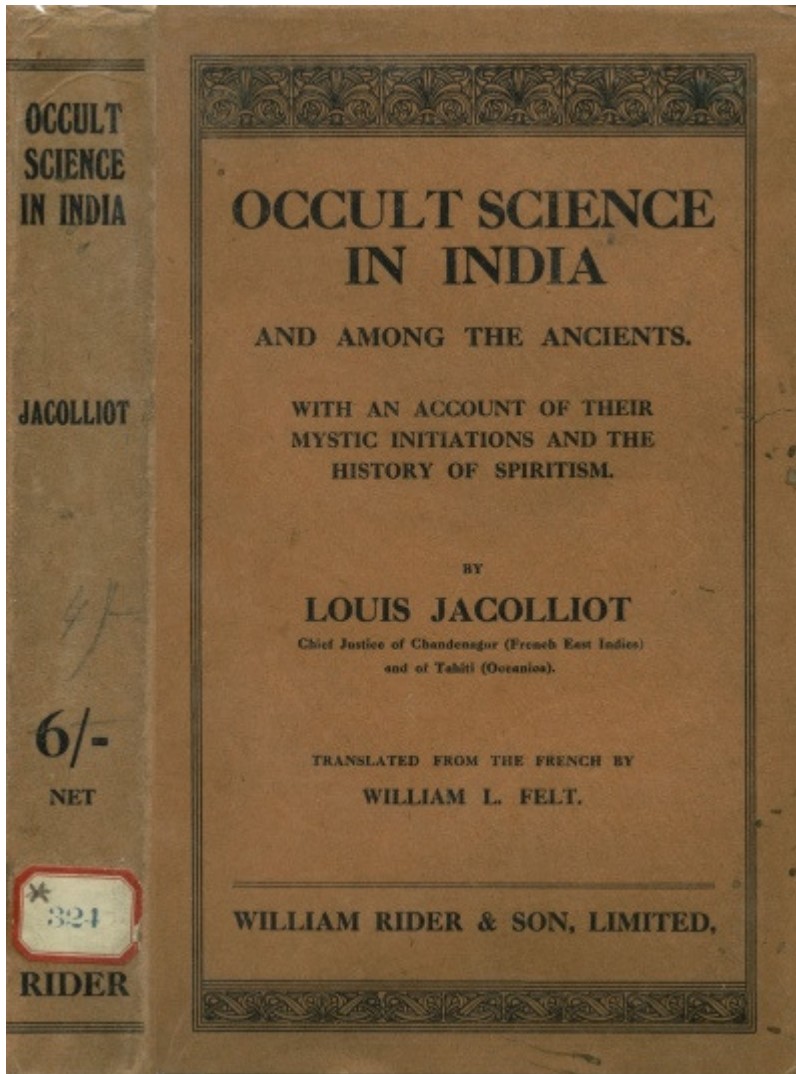 OCCULT
SCIENCE
IN INDIA
JACOLLIOT
6/-
NET
*
324
RIDER
OCCULT SCIENCE
IN INDIA
AND AMONG THE ANCIENTS.
WITH AN ACCOUNT OF THEIR
MYSTIC INITIATIONS AND THE
HISTORY OF SPIRITISM.
BY
LOUIS JACOLLIOT
Chief Justice of Chandenagur (French East Indies)
and of Tahiti (Oceanica).
TRANSLATED FROM THE FRENCH BY
WILLIAM L. FELT.
WILLIAM RIDER & SON, LIMITED,